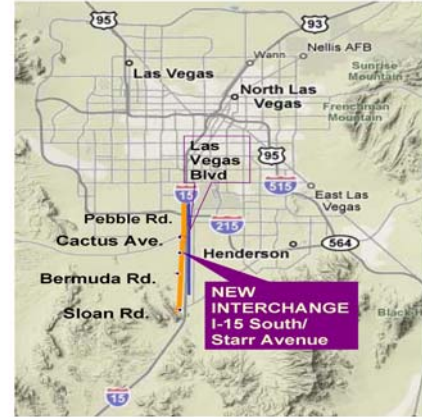 95
93
Wann
Nellis AFB
Las Vegas
Sunrise
Mountain
North Las
Vegas
Frenchman
Mountain
Las
Vegas
Blvd
95
15
515
East Las
Vegas
Pebble Rd.
215
Cactus Ave.
Henderson
564
Bermuda Rd.
NEW
INTERCHANGE
I-15 South/
Starr Avenue
Sloan Rd.
15